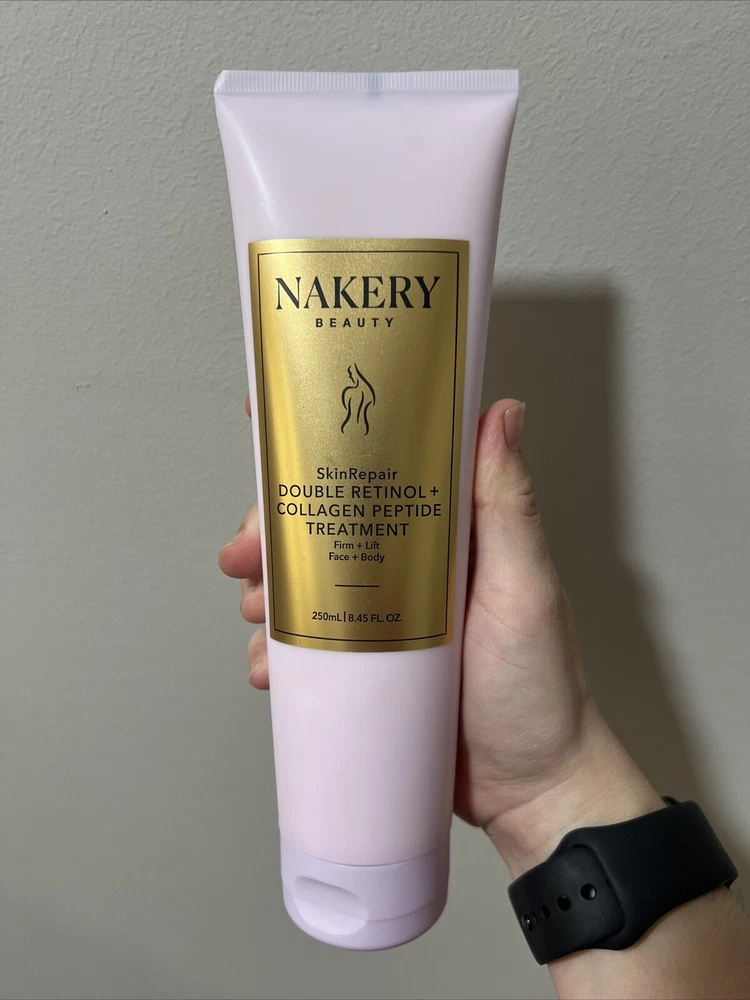 NAKERY
BEAUTY
SkinRepair
DOUBLE RETINOL+
COLLAGEN PEPTIDE
TREATMENT
Firm + Lift
Face + Body
250mL | 8.45 FL. OZ.